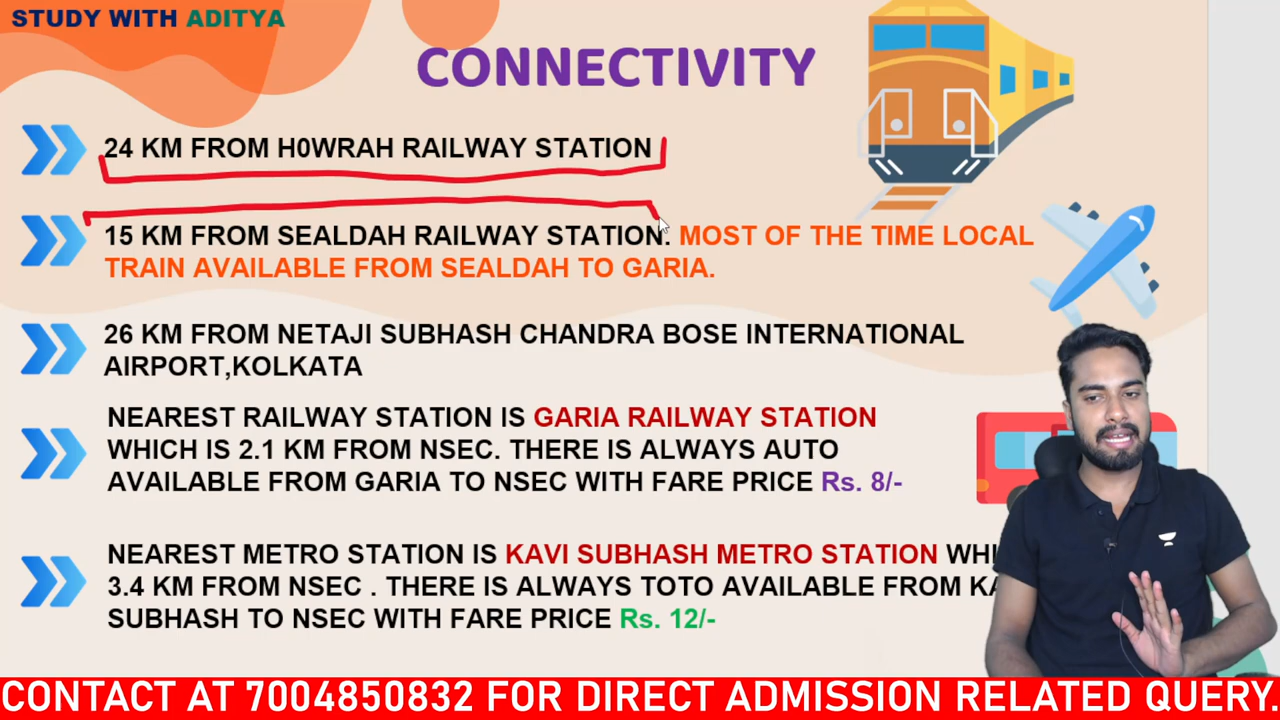 STUDY WITH ADITYA
CONNECTIVITY
24 KM FROM H0WRAH RAILWAY STATION
15 KM FROM SEALDAH RAILWAY STATION. MOST OF THE TIME LOCAL
TRAIN AVAILABLE FROM SEALDAH TO GARIA.
26 KM FROM NETAJI SUBHASH CHANDRA BOSE INTERNATIONAL
AIRPORT,KOLKATA
NEAREST RAILWAY STATION IS GARIA RAILWAY STATION
WHICH IS 2.1 KM FROM NSEC. THERE IS ALWAYS AUTO
AVAILABLE FROM GARIA TO NSEC WITH FARE PRICE Rs. 8/-
NEAREST METRO STATION IS KAVI SUBHASH METRO STATION
3.4 KM FROM NSEC . THERE IS ALWAYS TOTO AVAILABLE FROM
SUBHASH TO NSEC WITH FARE PRICE Rs. 12/-
CONTACT AT 7004850832 FOR DIRECT ADMISSION RELATED QUERY.